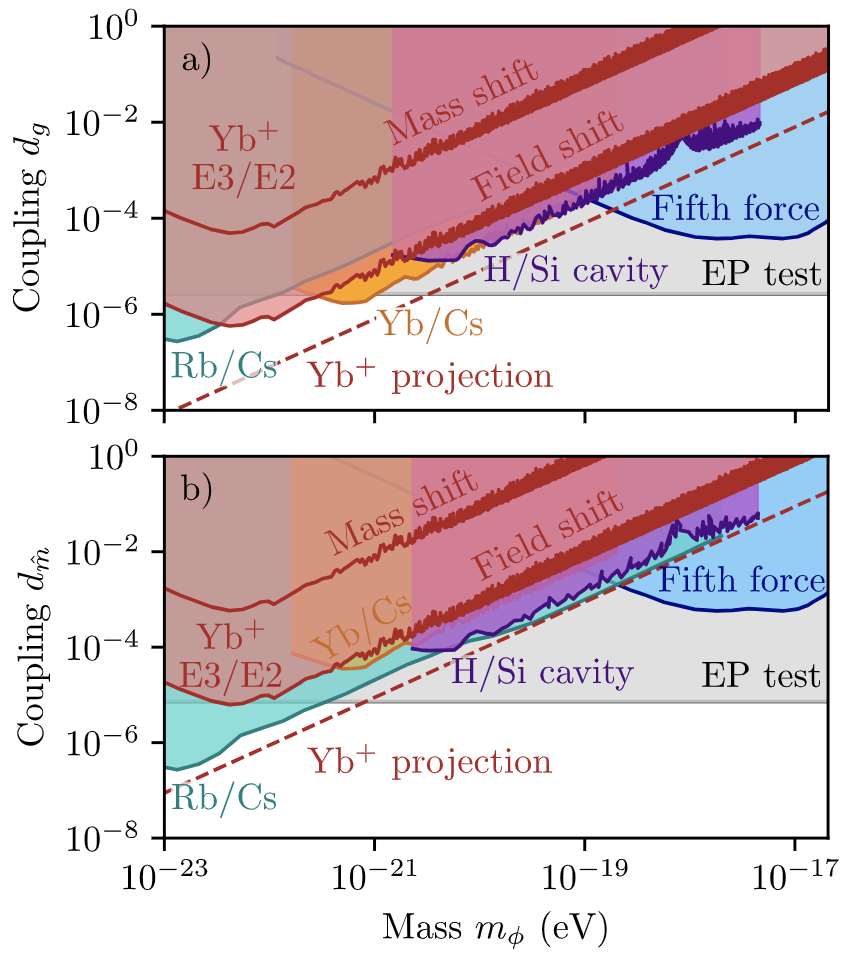 a)
Coupling d_g
10^0
10^−2
10^−4
10^−6
10^−8
Mass shift
Yb^+
E3/E2
Field shift
Fifth force
H/Si cavity
EP test
Yb/Cs
Rb/Cs
Yb^+ projection
b)
Coupling d_m̂
10^0
10^−2
10^−4
10^−6
10^−8
Mass shift
Field shift
Fifth force
Yb/Cs
Yb^+
E3/E2
H/Si cavity
EP test
Yb^+ projection
Rb/Cs
10^−23
10^−21
10^−19
10^−17
Mass m_ϕ (eV)